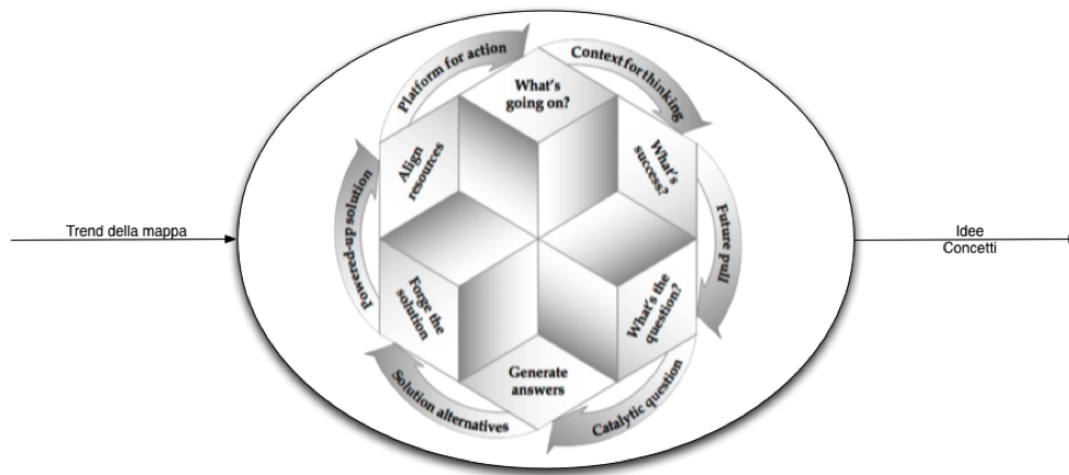 Platform for action
Context for thinking
What's
going on?
Align
resources
What's
success?
Trend della mappa
Powered-up solution
Future pull
Idee
Concetti
Forge the
solution
What's the
question?
Generate
answers
Solution alternatives
Catalytic question